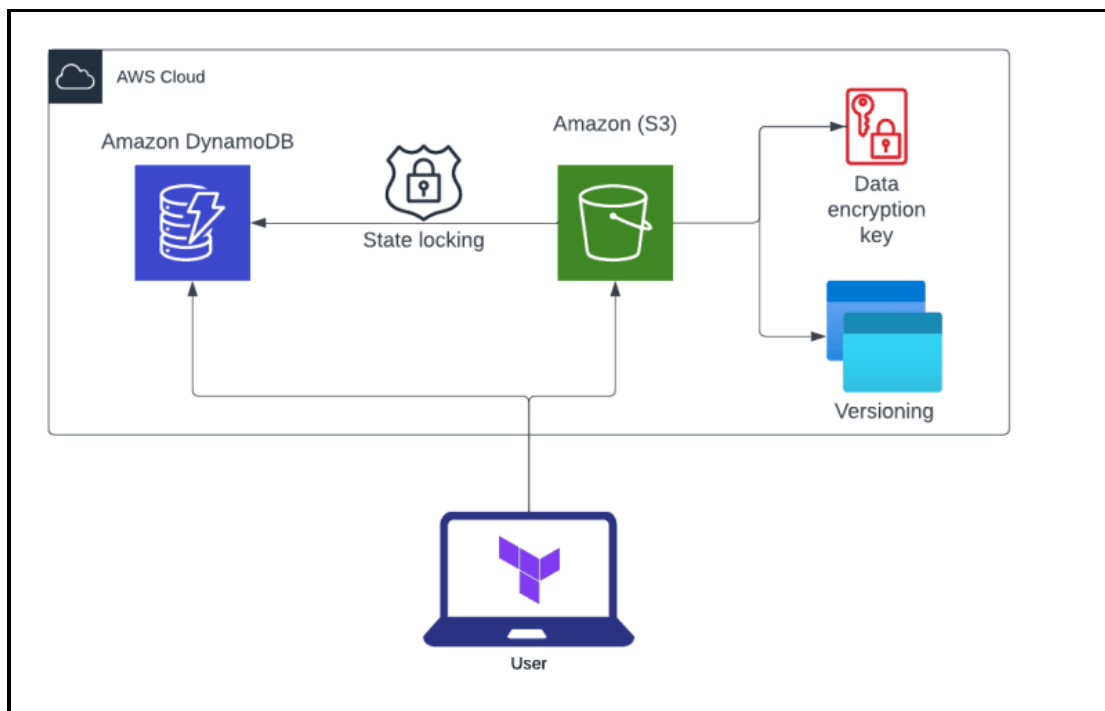 AWS Cloud
Amazon DynamoDB
Amazon (S3)
State locking
Data
encryption
key
Versioning
User